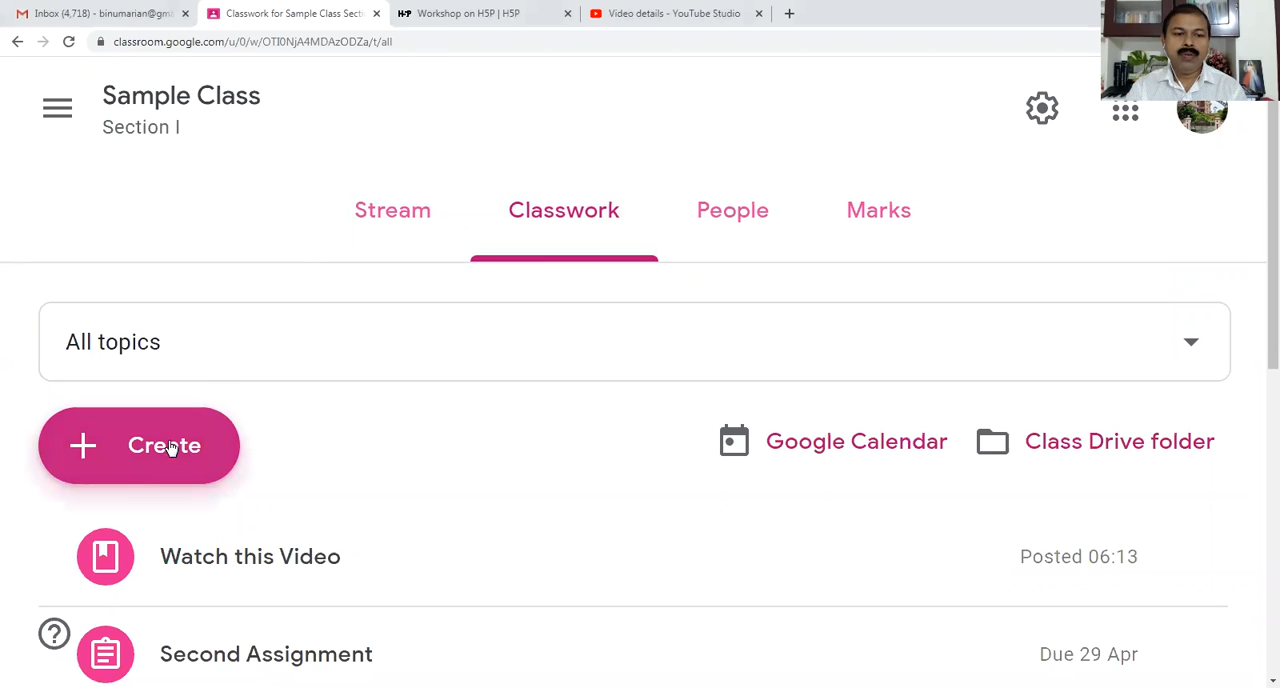 Inbox (4,718) - binumarian@gm
Classwork for Sample Class Secti
H5P Workshop on H5P | H5P
Video details - YouTube Studio
classroom.google.com/u/0/w/OTI0NjA4MDAzODZa/t/all
Sample Class
Section I
Stream Classwork People Marks
All topics
Create
Google Calendar Class Drive folder
Watch this Video Posted 06:13
Second Assignment Due 29 Apr